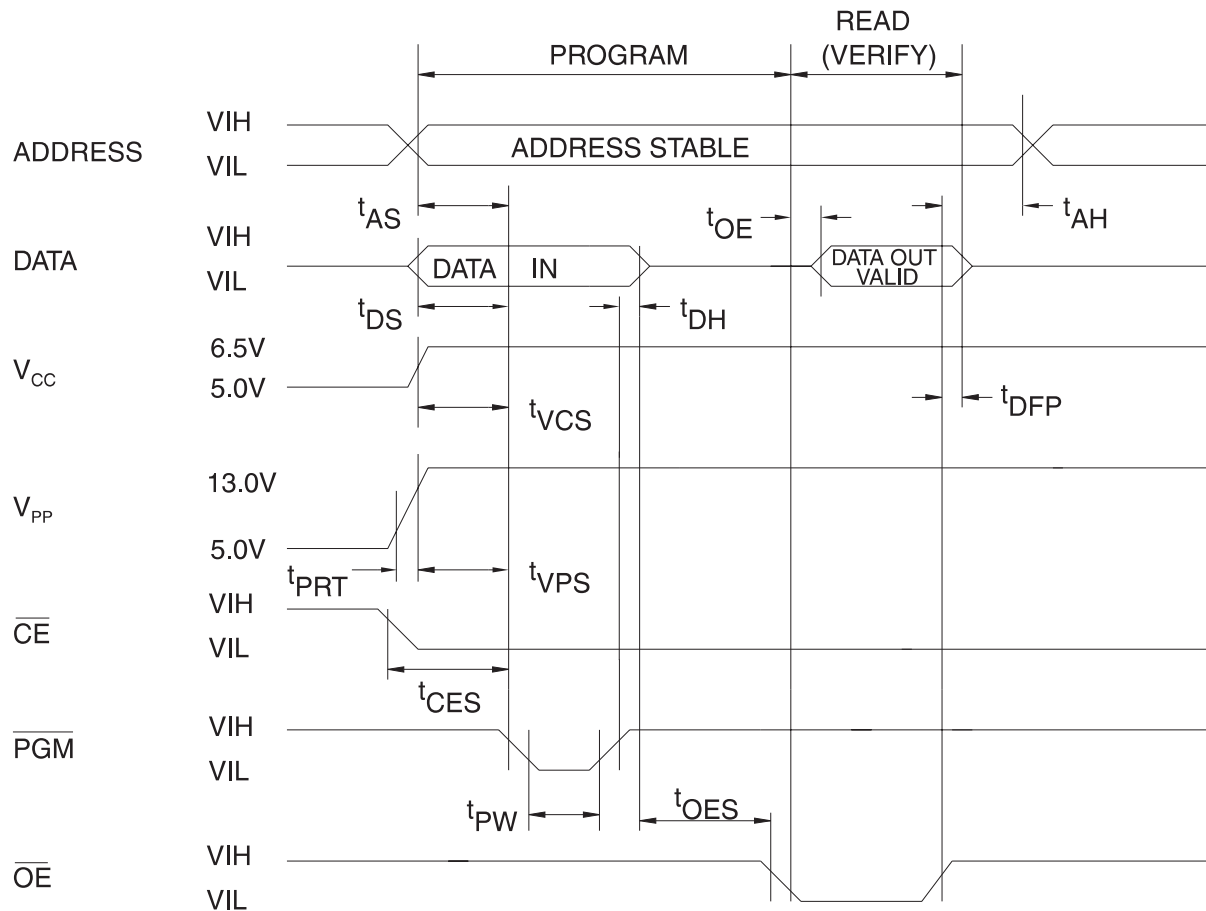 READ
PROGRAM (VERIFY)
ADDRESS VIH VIL ADDRESS STABLE
tAS tOE tAH
DATA VIH VIL DATA IN DATA OUT
VALID
tDS tDH
VCC 6.5V 5.0V
tVCS tDFP
VPP 13.0V 5.0V
tPRT tVPS
CE VIH VIL
tCES
PGM VIH VIL
tPW tOES
OE VIH VIL